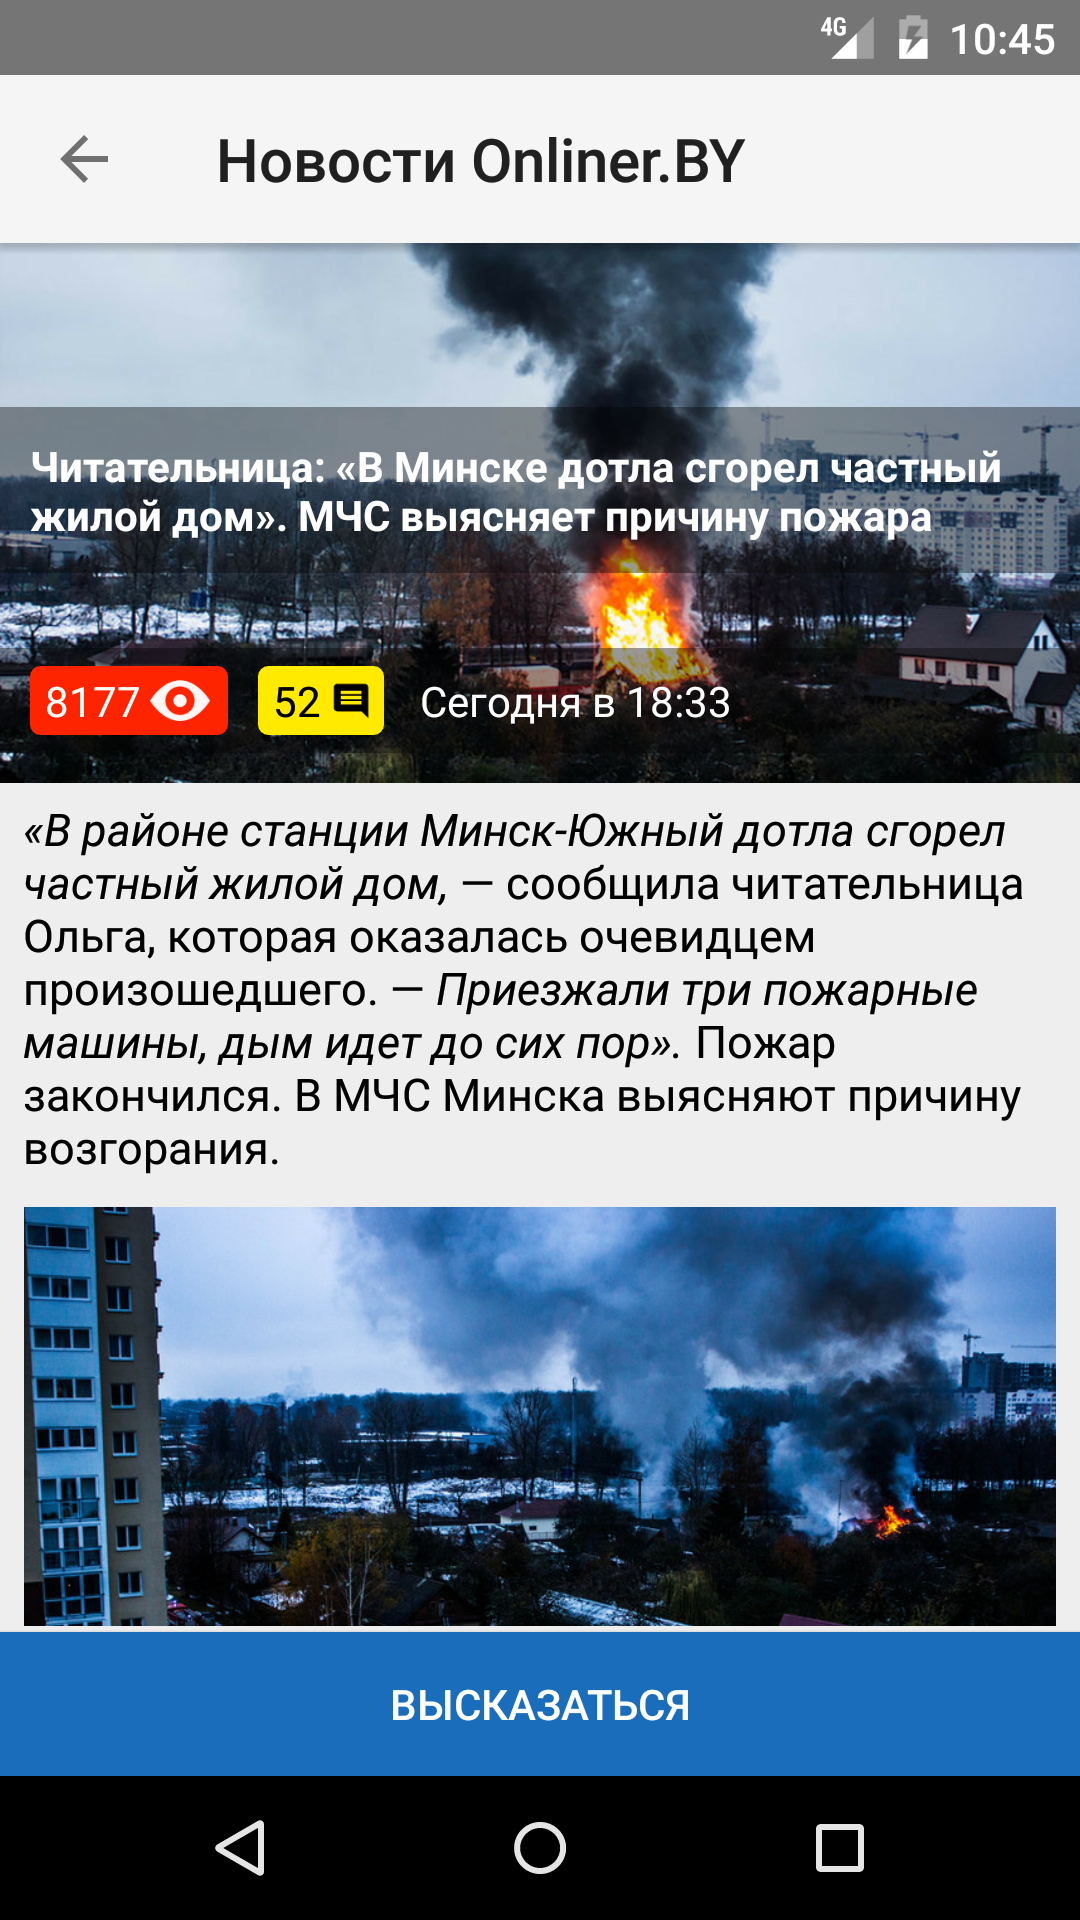 4G 10:45
Новости Onliner.BY
Читательница: «В Минске дотла сгорел частный
жилой дом». МЧС выясняет причину пожара
8177 52 Сегодня в 18:33
«В районе станции Минск-Южный дотла сгорел
частный жилой дом, — сообщила читательница
Ольга, которая оказалась очевидцем
произошедшего. — Приезжали три пожарные
машины, дым идет до сих пор». Пожар
закончился. В МЧС Минска выясняют причину
возгорания.
ВЫСКАЗАТЬСЯ